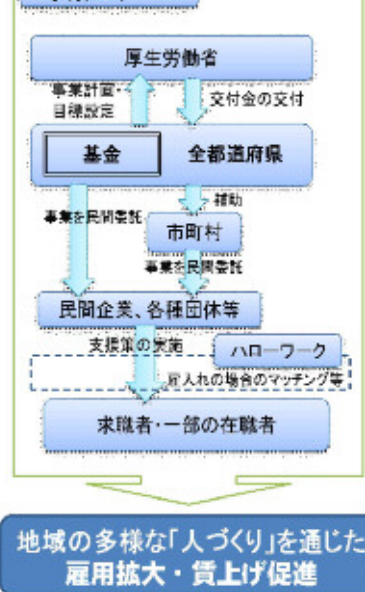 厚生労働省
事業計画・
目標設定
交付金の交付
基金
全都道府県
補助
事業を民間委託
市町村
事業を民間委託
民間企業、各種団体等
支援策の実施
ハローワーク
雇入れの場合のマッチング等
求職者・一部の在職者
地域の多様な「人づくり」を通じた
雇用拡大・賃上げ促進